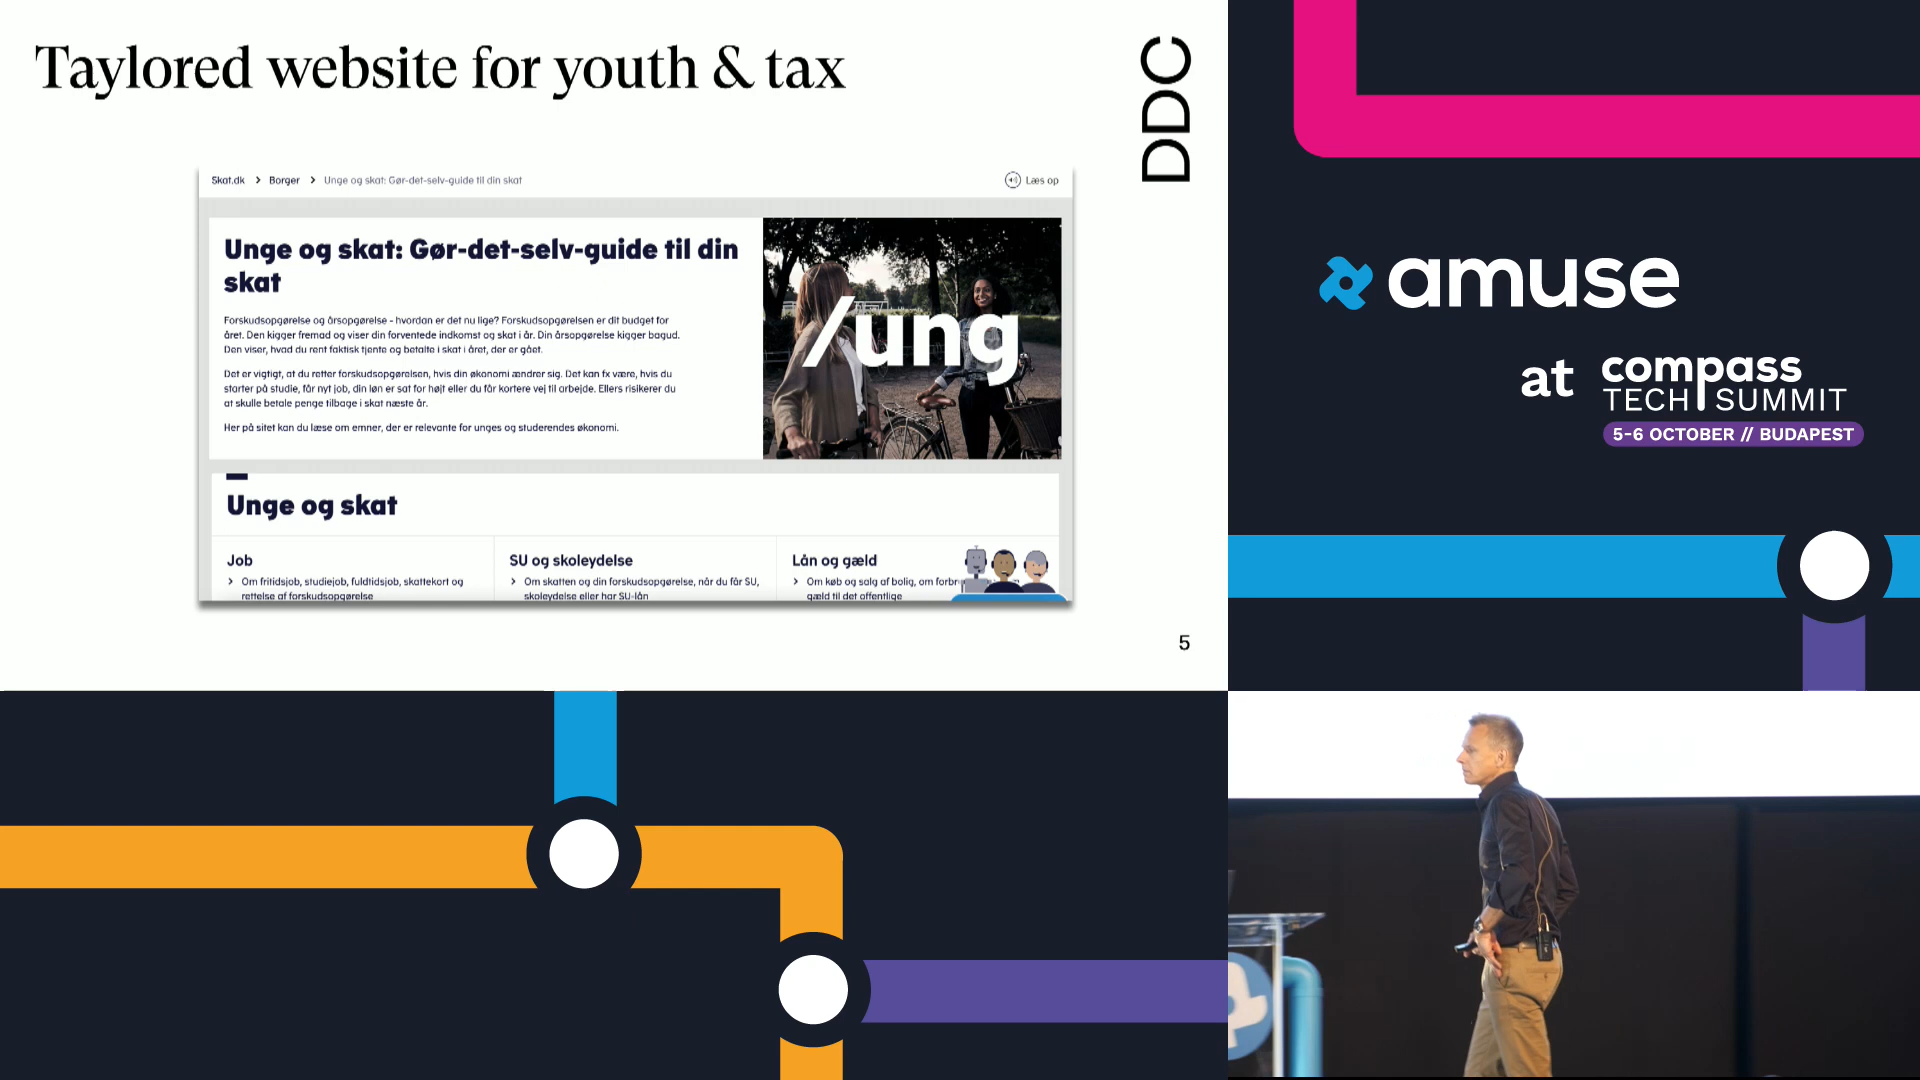 Taylored website for youth & tax
DDC
Skat.dk > Borger > Unge og skat: Gør-det-selv-guide til din skat
Læs op
Unge og skat: Gør-det-selv-guide til din
skat
Forskudsopgørelse og årsopgørelse - hvordan er det nu lige? Forskudsopgørelsen er dit budget for
året. Den kigger fremad og viser din forventede indkomst og skat i år. Din årsopgørelse kigger bagud.
Den viser, hvad du rent faktisk tjente og betalte i skat i året, der er gået.
Det er vigtigt, at du retter forskudsopgørelsen, hvis din økonomi ændrer sig. Det kan fx være, hvis du
starter på studie, får nyt job, din løn er sat for højt eller du får kortere vej til arbejde. Ellers risikerer du
at skulle betale penge tilbage i skat næste år.
Her på sitet kan du læse om emner, der er relevante for unges og studerendes økonomi.
/ung
Unge og skat
Job
> Om fritidsjob, studiejob, fuldtidsjob, skattekort og
rettelse af forskudsopgørelse
SU og skoleydelse
> Om skatten og din forskudsopgørelse, når du får SU,
skoleydelse eller har SU-lån
Lån og gæld
> Om køb og salg af bolig, om
gæld til det offentlige
5
amuse
at
compass
TECH SUMMIT
5-6 OCTOBER // BUDAPEST